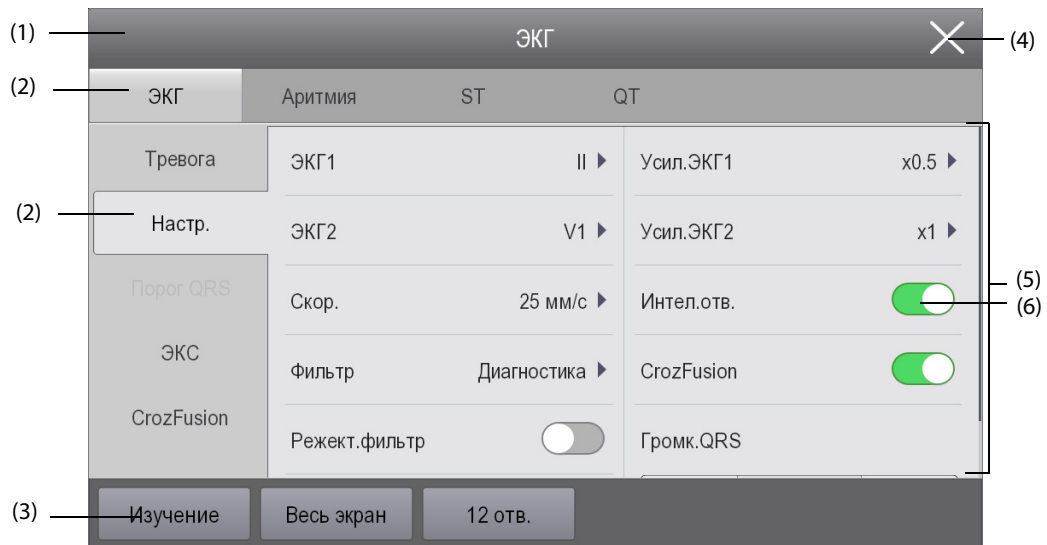 (1) ЭКГ (4)
(2) ЭКГ Аритмия ST QT
Тревога ЭКГ1 II Усил.ЭКГ1 x0.5
(2) Настр. ЭКГ2 V1 Усил.ЭКГ2 x1
Порог QRS Скор. 25 мм/с Интел.отв. (5)
(6)
ЭКС Фильтр Диагностика CrozFusion
CrozFusion Режект.фильтр Громк.QRS
(3) Изучение Весь экран 12 отв.